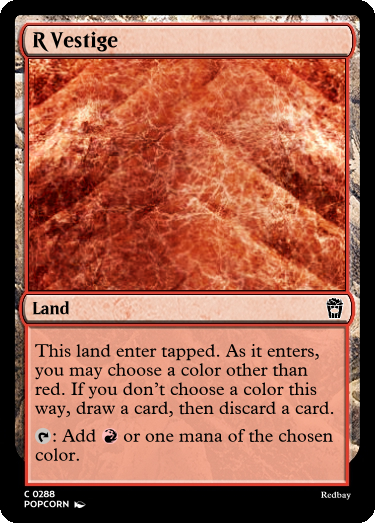 R Vestige
Land
This land enter tapped. As it enters,
you may choose a color other than
red. If you don't choose a color this
way, draw a card, then discard a card.
: Add or one mana of the chosen
color.
C 0288
POPCORN
Redbay